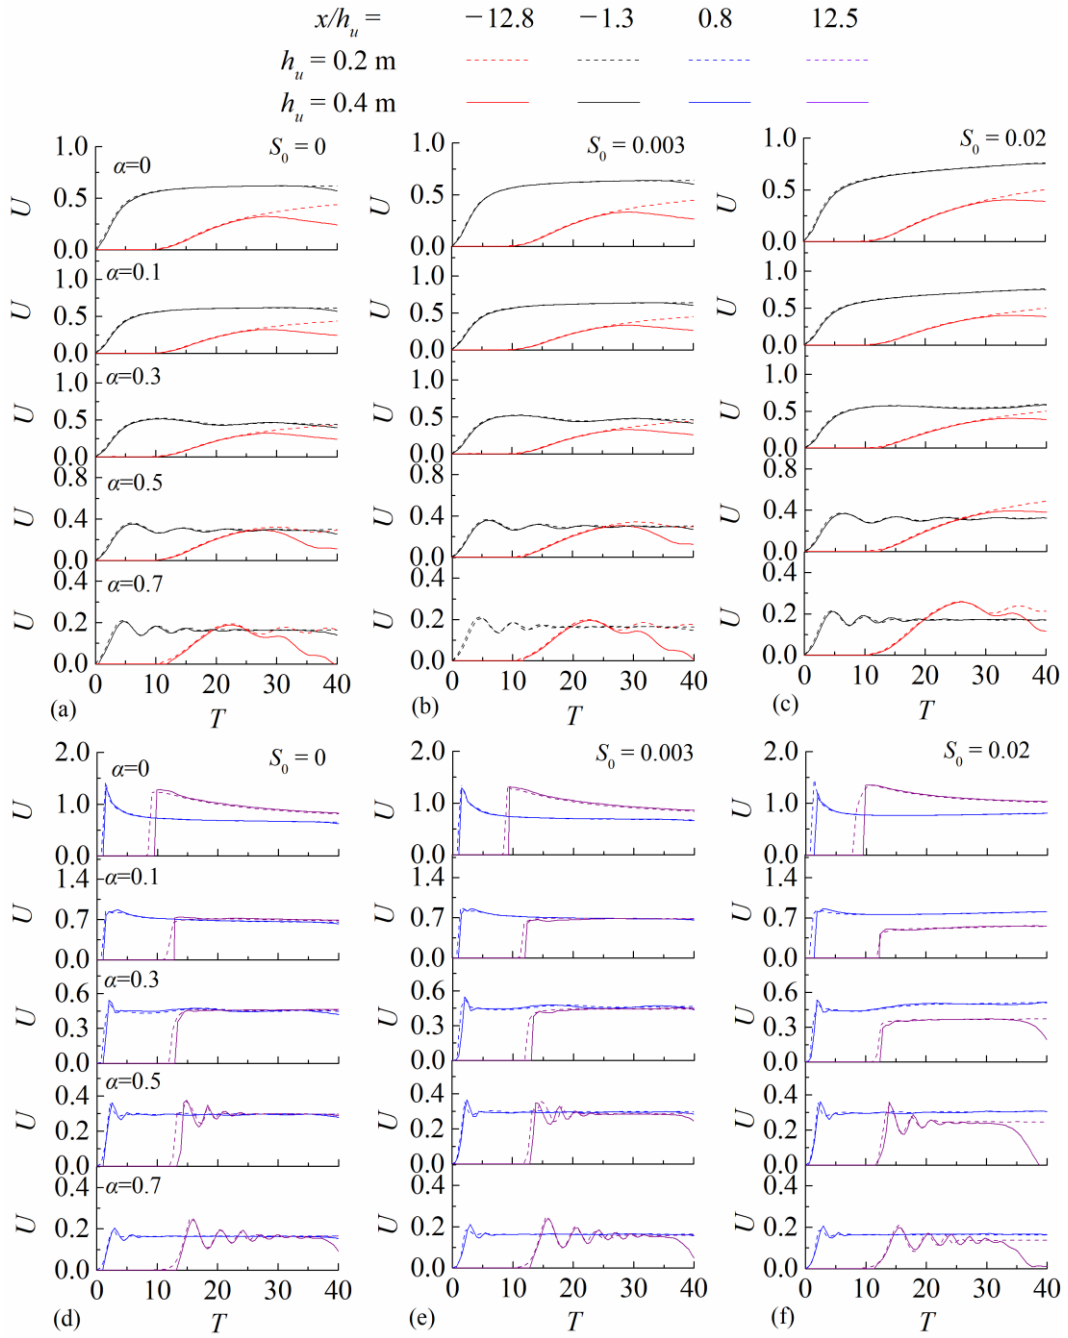 x/hu = −12.8 −1.3 0.8 12.5
hu = 0.2 m
hu = 0.4 m
1.0 α=0 S0 = 0
0.5
0.0
U
α=0.1
1.0
0.5
0.0
U
α=0.3
1.0
0.5
0.0
U
α=0.5
0.8
0.4
0.0
U
α=0.7
0.4
0.2
0.0
U
0 10 20 30 40
(a) T
1.0 S0 = 0.003
0.5
0.0
U
1.0
0.5
0.0
U
1.0
0.5
0.0
U
0.8
0.4
0.0
U
0.4
0.2
0.0
U
0 10 20 30 40
(b) T
1.0 S0 = 0.02
0.5
0.0
U
1.0
0.5
0.0
U
1.0
0.5
0.0
U
0.8
0.4
0.0
U
0.4
0.2
0.0
U
0 10 20 30 40
(c) T
2.0 α=0 S0 = 0
1.0
0.0
U
α=0.1
1.4
0.7
0.0
U
α=0.3
0.6
0.3
0.0
U
α=0.5
0.4
0.2
0.0
U
α=0.7
0.4
0.2
0.0
U
0 10 20 30 40
(d) T
2.0 S0 = 0.003
1.0
0.0
U
1.4
0.7
0.0
U
0.6
0.3
0.0
U
0.4
0.2
0.0
U
0.4
0.2
0.0
U
0 10 20 30 40
(e) T
2.0 S0 = 0.02
1.0
0.0
U
1.4
0.7
0.0
U
0.6
0.3
0.0
U
0.4
0.2
0.0
U
0.4
0.2
0.0
U
0 10 20 30 40
(f) T